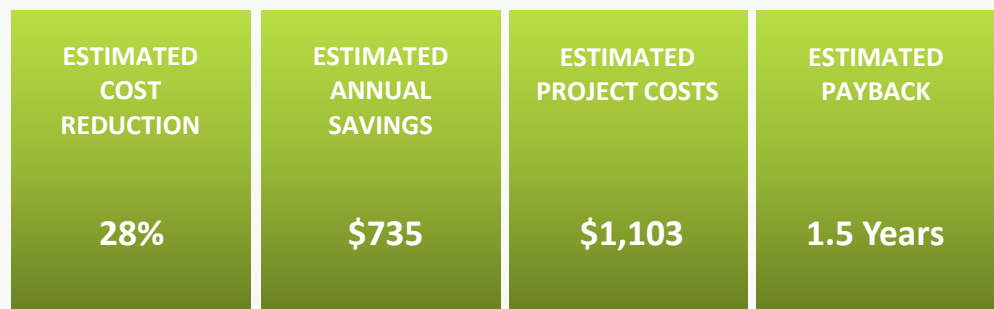 ESTIMATED
COST
REDUCTION
28%
ESTIMATED
ANNUAL
SAVINGS
$735
ESTIMATED
PROJECT COSTS
$1,103
ESTIMATED
PAYBACK
1.5 Years